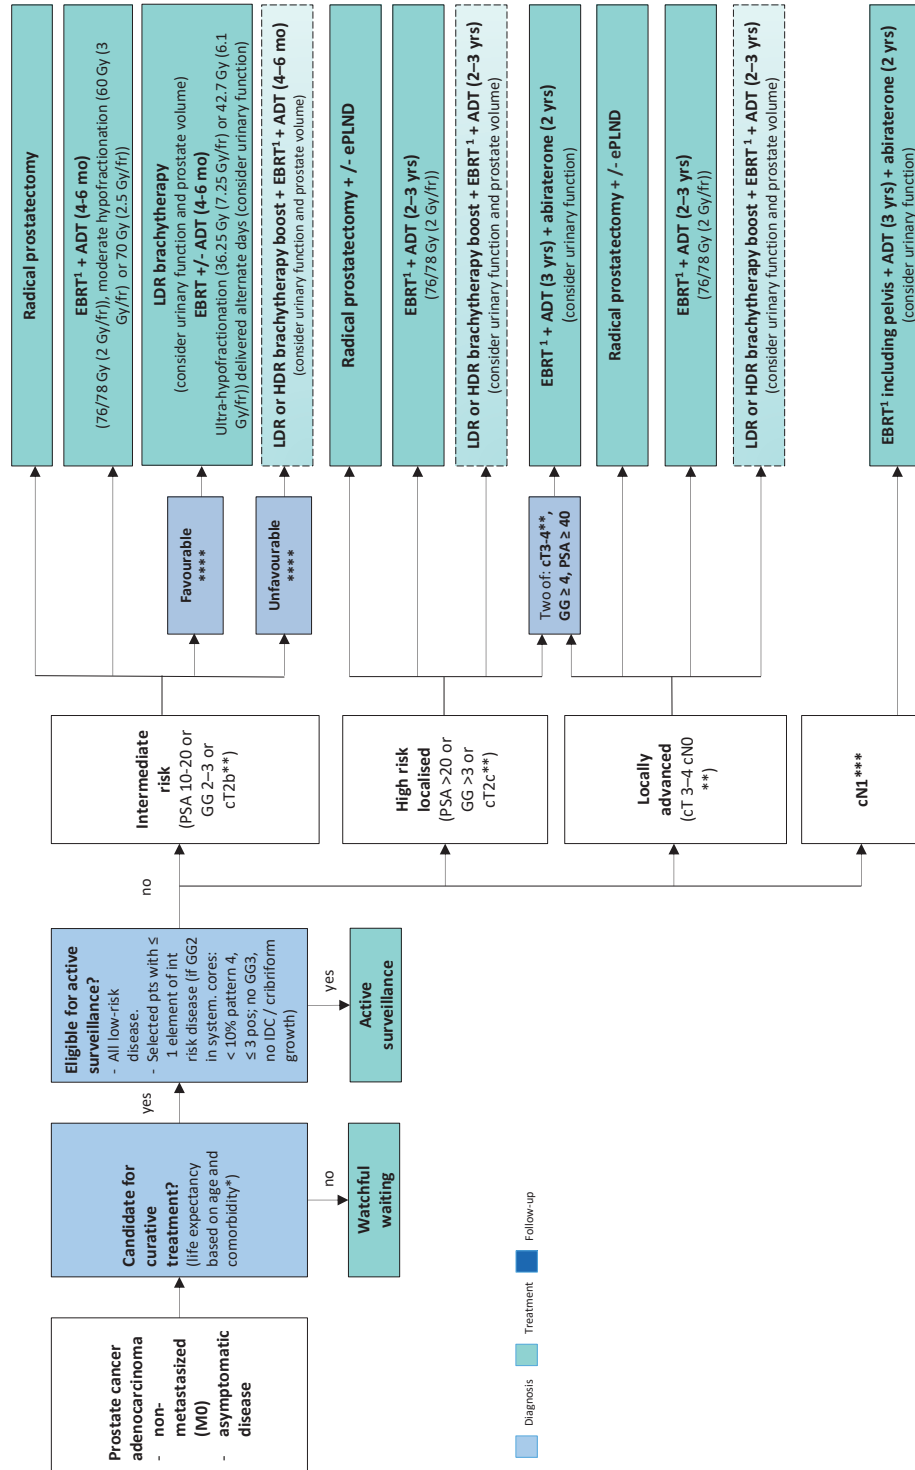 Prostate cancer
adenocarcinoma
- non-
metastasized
(M0)
- asymptomatic
disease
Candidate for
curative
treatment?
(life expectancy
based on age and
comorbidity*)
no
Watchful
waiting
yes
Eligible for active
surveillance?
- All low-risk
disease.
- Selected pts with ≤
1 element of int
risk disease (if GG2
in system. cores:
< 10% pattern 4,
≤ 3 pos; no GG3,
no IDC / cribriform
growth)
yes
Active
surveillance
no
Intermediate
risk
(PSA 10-20 or
GG 2–3 or
cT2b**)
High risk
localised
(PSA >20 or
GG >3 or
cT2c**)
Locally
advanced
(cT 3–4 cN0
**)
cN1***
Favourable
****
Unfavourable
****
Two of: cT3-4**,
GG ≥ 4, PSA ≥ 40
Radical prostatectomy
EBRT1 + ADT (4-6 mo)
(76/78 Gy (2 Gy/fr)), moderate hypofractionation (60 Gy (3
Gy/fr) or 70 Gy (2.5 Gy/fr))
LDR brachytherapy
(consider urinary function and prostate volume)
EBRT +/- ADT (4–6 mo)
Ultra-hypofractionation (36.25 Gy (7.25 Gy/fr) or 42.7 Gy (6.1
Gy/fr)) delivered alternate days (consider urinary function)
LDR or HDR brachytherapy boost + EBRT1 + ADT (4–6 mo)
(consider urinary function and prostate volume)
Radical prostatectomy + /- ePLND
EBRT1 + ADT (2–3 yrs)
(76/78 Gy (2 Gy/fr))
LDR or HDR brachytherapy boost + EBRT1 + ADT (2–3 yrs)
(consider urinary function and prostate volume)
EBRT1 + ADT (3 yrs) + abiraterone (2 yrs)
(consider urinary function)
Radical prostatectomy + /- ePLND
EBRT1 + ADT (2–3 yrs)
(76/78 Gy (2 Gy/fr))
LDR or HDR brachytherapy boost + EBRT1 + ADT (2–3 yrs)
(consider urinary function and prostate volume)
EBRT1 including pelvis + ADT (3 yrs) + abiraterone (2 yrs)
(consider urinary function)
Diagnosis
Treatment
Follow-up